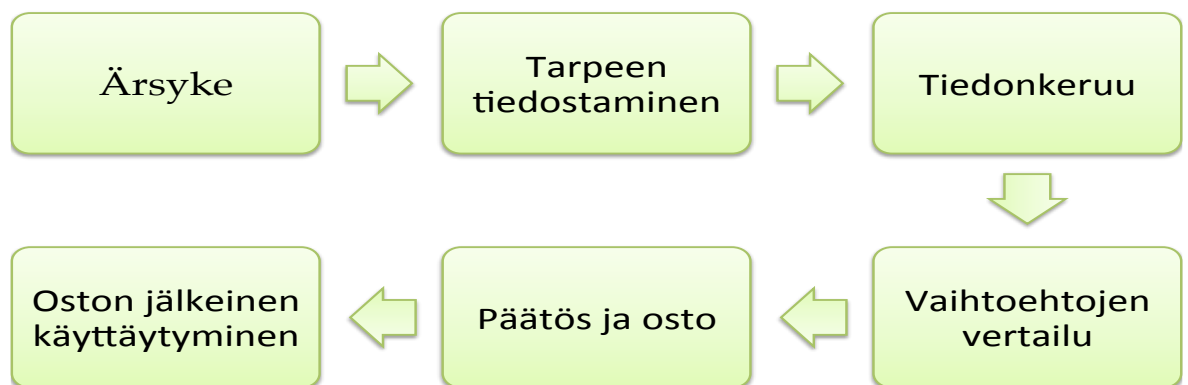 Ärsyke
Tarpeen
tiedostaminen
Tiedonkeruu
Vaihtoehtojen
vertailu
Päätös ja osto
Oston jälkeinen
käyttäytyminen